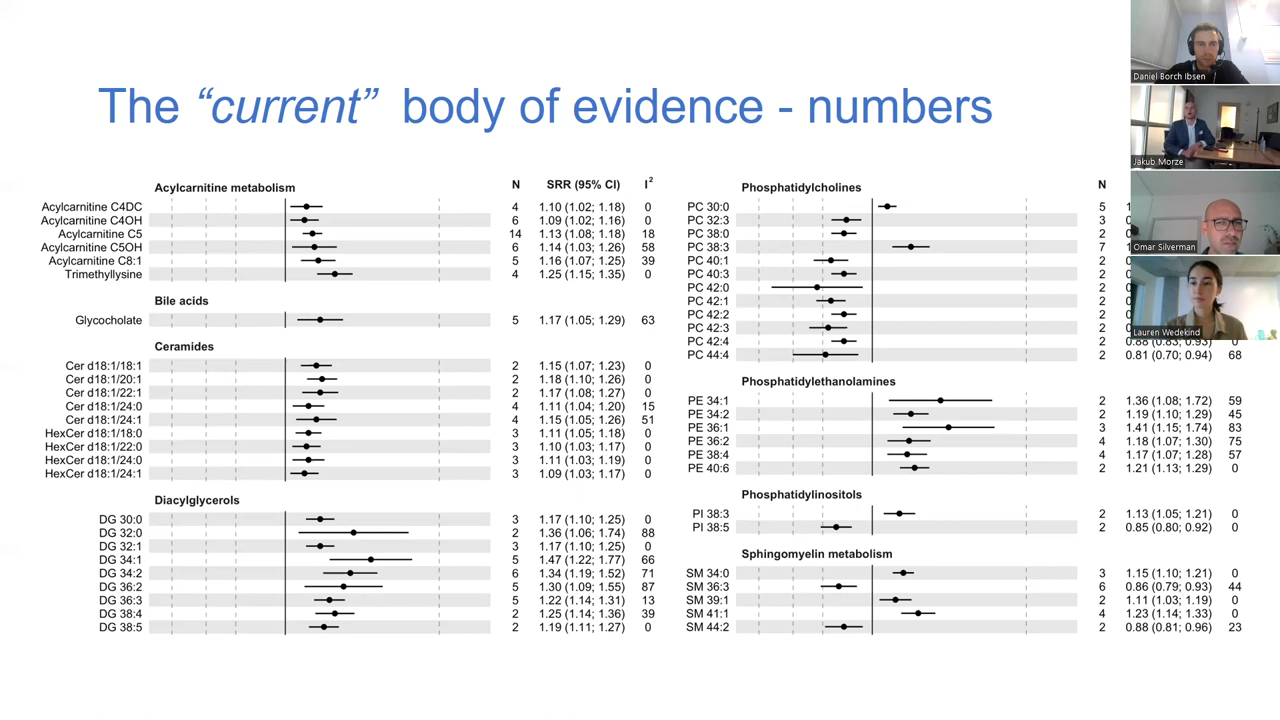 The “current” body of evidence - numbers
Acylcarnitine metabolism
N SRR (95% CI) I²
Acylcarnitine C4DC 4 1.10 (1.02; 1.18) 0
Acylcarnitine C4OH 6 1.09 (1.02; 1.16) 0
Acylcarnitine C5 14 1.13 (1.08; 1.18) 18
Acylcarnitine C5OH 6 1.14 (1.03; 1.26) 58
Acylcarnitine C8:1 5 1.16 (1.07; 1.25) 39
Trimethyllysine 4 1.25 (1.15; 1.35) 0
Bile acids
Glycocholate 5 1.17 (1.05; 1.29) 63
Ceramides
Cer d18:1/18:1 2 1.15 (1.07; 1.23) 0
Cer d18:1/20:1 2 1.18 (1.10; 1.26) 0
Cer d18:1/22:1 2 1.17 (1.08; 1.27) 0
Cer d18:1/24:0 4 1.11 (1.04; 1.20) 15
Cer d18:1/24:1 4 1.15 (1.05; 1.26) 51
HexCer d18:1/18:0 3 1.11 (1.05; 1.18) 0
HexCer d18:1/22:0 3 1.10 (1.03; 1.17) 0
HexCer d18:1/24:0 3 1.11 (1.03; 1.19) 0
HexCer d18:1/24:1 3 1.09 (1.03; 1.17) 0
Diacylglycerols
DG 30:0 3 1.17 (1.10; 1.25) 0
DG 32:0 2 1.36 (1.06; 1.74) 88
DG 32:1 3 1.17 (1.10; 1.25) 0
DG 34:1 5 1.47 (1.22; 1.77) 66
DG 34:2 6 1.34 (1.19; 1.52) 71
DG 36:2 6 1.30 (1.09; 1.55) 87
DG 36:3 5 1.22 (1.14; 1.31) 13
DG 38:4 2 1.25 (1.14; 1.36) 39
DG 38:5 2 1.19 (1.11; 1.27) 0
Phosphatidylcholines
N
PC 30:0 5 1
PC 32:3 3 0
PC 38:0 2 0
PC 38:3 7 1
PC 40:1 2 0
PC 40:3 2 0
PC 42:0 2 0
PC 42:1 2 0
PC 42:2 2 0
PC 42:3 2 0
PC 42:4 2 0.88 (0.83; 0.93) 0
PC 44:4 2 0.81 (0.70; 0.94) 68
Phosphatidylethanolamines
PE 34:1 2 1.36 (1.08; 1.72) 59
PE 34:2 2 1.19 (1.10; 1.29) 45
PE 36:1 3 1.41 (1.15; 1.74) 83
PE 36:2 4 1.18 (1.07; 1.30) 75
PE 38:4 4 1.17 (1.07; 1.28) 57
PE 40:6 2 1.21 (1.13; 1.29) 0
Phosphatidylinositols
PI 38:3 2 1.13 (1.05; 1.21) 0
PI 38:5 2 0.85 (0.80; 0.92) 0
Sphingomyelin metabolism
SM 34:0 3 1.15 (1.10; 1.21) 0
SM 36:3 6 0.86 (0.79; 0.93) 44
SM 39:1 2 1.11 (1.03; 1.19) 0
SM 41:1 4 1.23 (1.14; 1.33) 0
SM 44:2 2 0.88 (0.81; 0.96) 23
Daniel Borch Ibsen
Jakub Morze
Omar Silverman
Lauren Wedekind